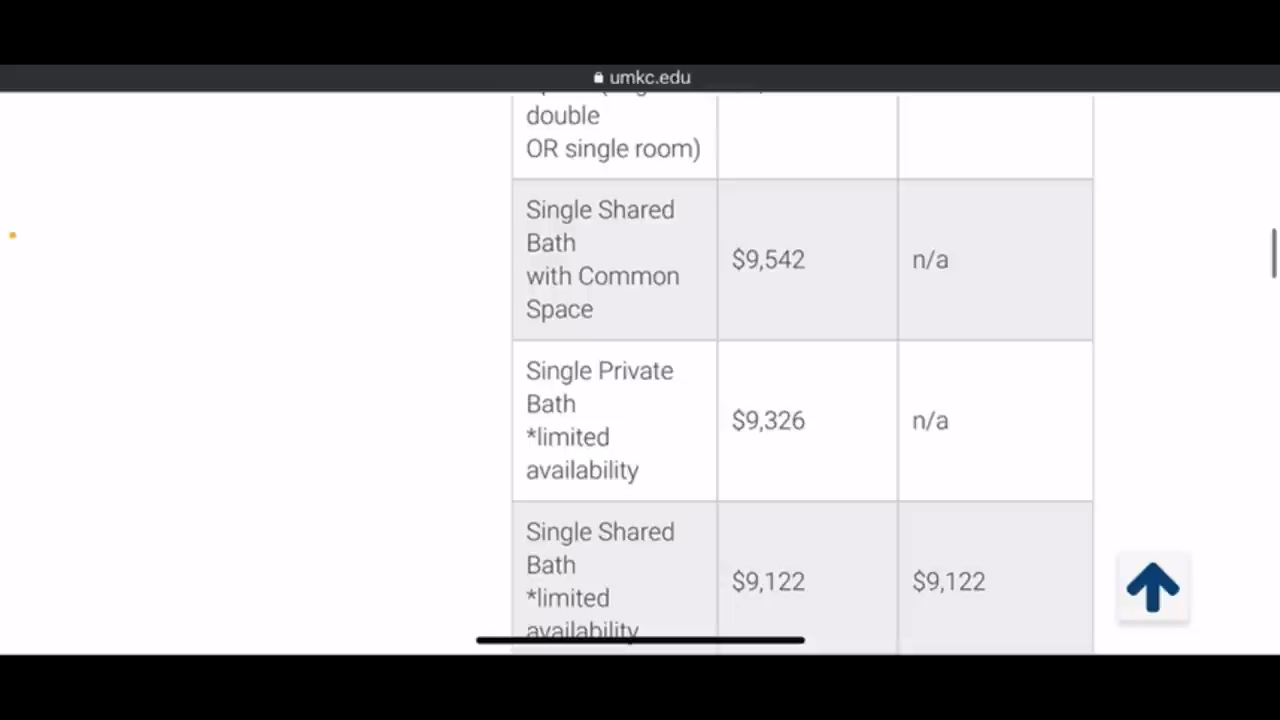 umkc.edu
double
OR single room)
Single Shared
Bath
with Common
Space
$9,542
n/a
Single Private
Bath
*limited
availability
$9,326
n/a
Single Shared
Bath
*limited
availability
$9,122
$9,122